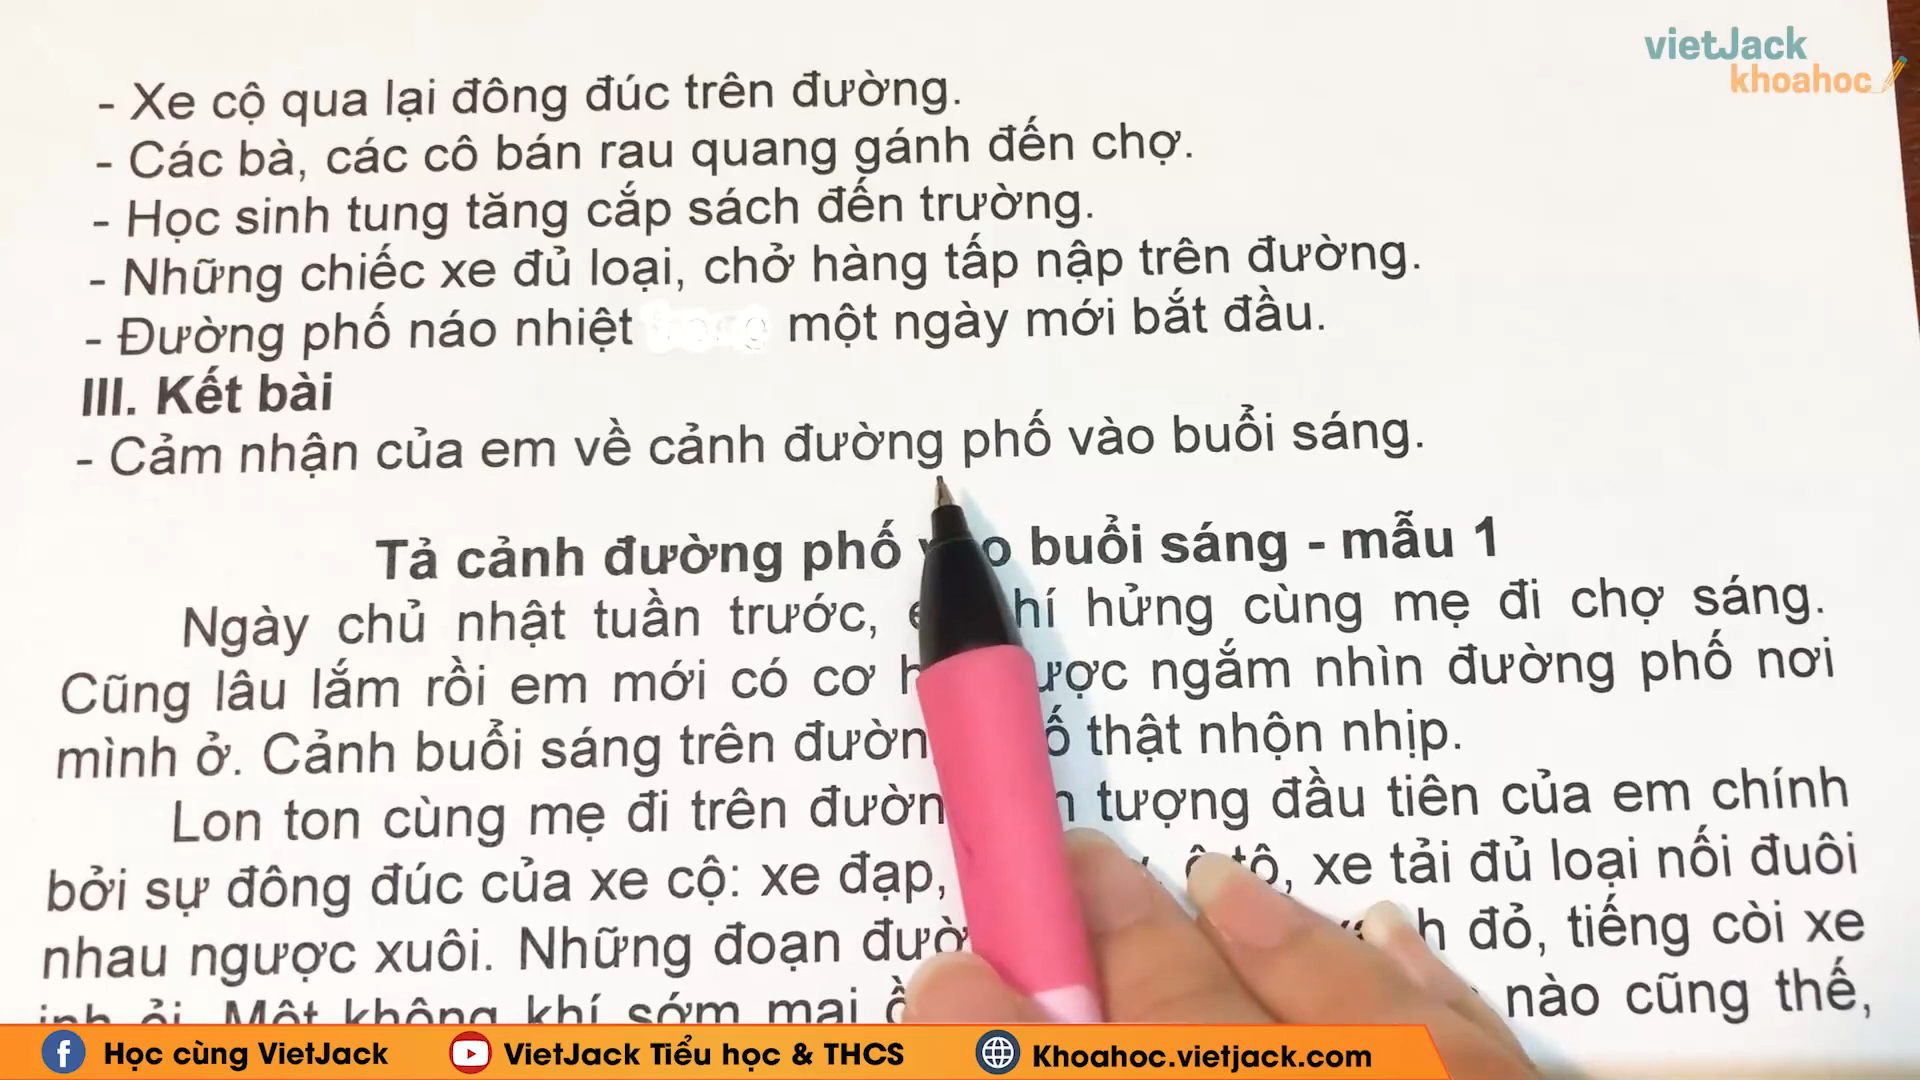 vietJack
khoahoc
- Xe cộ qua lại đông đúc trên đường.
- Các bà, các cô bán rau quang gánh đến chợ.
- Học sinh tung tăng cắp sách đến trường.
- Những chiếc xe đủ loại, chở hàng tấp nập trên đường.
- Đường phố náo nhiệt một ngày mới bắt đầu.
III. Kết bài
- Cảm nhận của em về cảnh đường phố vào buổi sáng.
Tả cảnh đường phố buổi sáng - mẫu 1
Ngày chủ nhật tuần trước, hí hửng cùng mẹ đi chợ sáng.
Cũng lâu lắm rồi em mới có cơ ngắm nhìn đường phố nơi
mình ở. Cảnh buổi sáng trên thật nhộn nhịp.
Lon ton cùng mẹ đi trên tượng đầu tiên của em chính
bởi sự đông đúc của xe cộ: xe đạp, ô tô, xe tải đủ loại nối đuôi
nhau ngược xuôi. Những đoạn đỏ, tiếng còi xe
inh ỏi. Một không khí sớm mai nào cũng thế,
Học cùng VietJack
VietJack Tiểu học & THCS
Khoahoc.vietjack.com